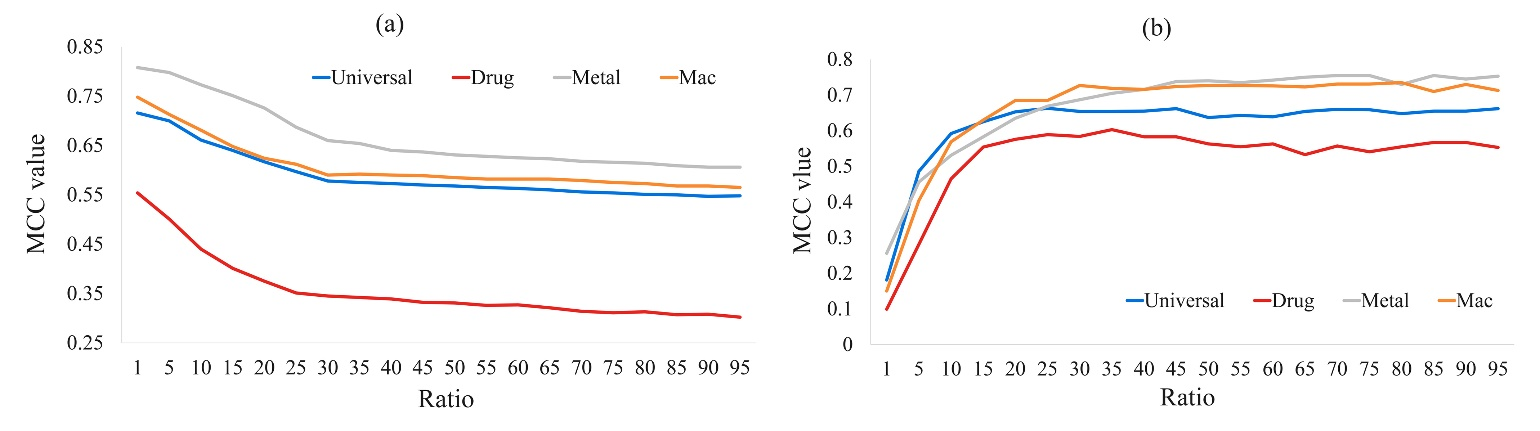 (a)
0.85
0.75
0.65
0.55
0.45
0.35
0.25
MCC value
Universal Drug Metal Mac
1 5 10 15 20 25 30 35 40 45 50 55 60 65 70 75 80 85 90 95
Ratio
(b)
0.8
0.7
0.6
0.5
0.4
0.3
0.2
0.1
0
MCC vlue
Universal Drug Metal Mac
1 5 10 15 20 25 30 35 40 45 50 55 60 65 70 75 80 85 90 95
Ratio